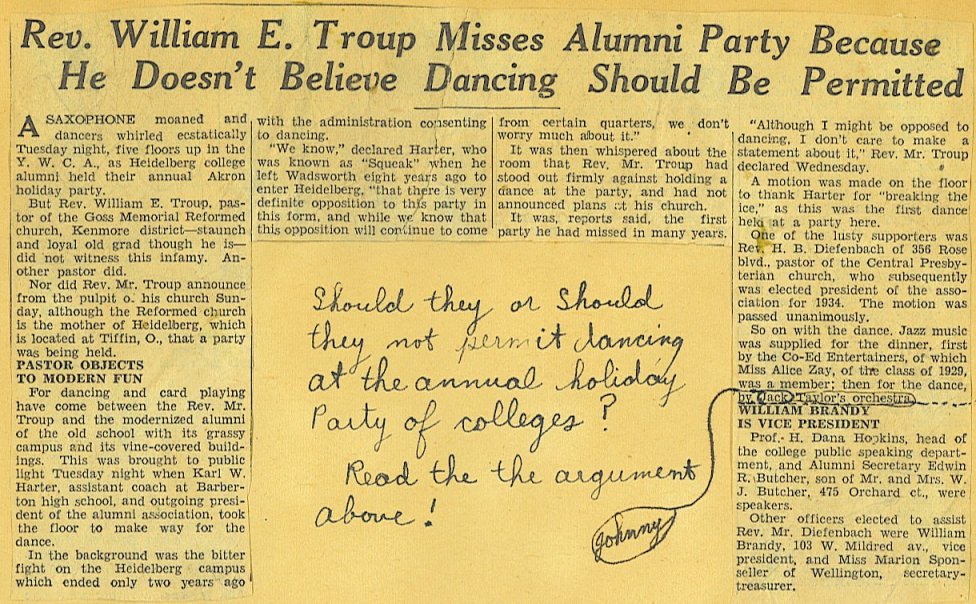 Rev. William E. Troup Misses Alumni Party Because
He Doesn't Believe Dancing Should Be Permitted
A SAXOPHONE moaned and
dancers whirled ecstatically
Tuesday night, five floors up in the
Y. W. C. A., as Heidelberg college
alumni held their annual Akron
holiday party.
But Rev. William E. Troup, pas-
tor of the Goss Memorial Reformed
church, Kenmore district—staunch
and loyal old grad though he is—
did not witness this infamy. An-
other pastor did.
Nor did Rev. Mr. Troup announce
from the pulpit o. his church Sun-
day, although the Reformed church
is the mother of Heidelberg, which
is located at Tiffin, O., that a party
was being held.
PASTOR OBJECTS
TO MODERN FUN
For dancing and card playing
have come between the Rev. Mr.
Troup and the modernized alumni
of the old school with its grassy
campus and its vine-covered build-
ings. This was brought to public
light Tuesday night when Karl W.
Harter, assistant coach at Barber-
ton high school, and outgoing presi-
dent of the alumni association, took
the floor to make way for the
dance.
In the background was the bitter
fight on the Heidelberg campus
which ended only two years ago
with the administration consenting
to dancing.
"We know," declared Harter, who
was known as "Squeak" when he
left Wadsworth eight years ago to
enter Heidelberg, "that there is very
definite opposition to this party in
this form, and while we know that
this opposition will continue to come
from certain quarters, we don't
worry much about it."
It was then whispered about the
room that Rev. Mr. Troup had
stood out firmly against holding a
dance at the party, and had not
announced plans at his church.
It was, reports said, the first
party he had missed in many years.
"Although I might be opposed to
dancing, I don't care to make a
statement about it," Rev. Mr. Troup
declared Wednesday.
A motion was made on the floor
to thank Harter for "breaking the
ice," as this was the first dance
held at a party here.
One of the lusty supporters was
Rev. H. B. Diefenbach of 356 Rose
blvd., pastor of the Central Presby-
terian church, who subsequently
was elected president of the asso-
ciation for 1934. The motion was
passed unanimously.
So on with the dance. Jazz music
was supplied for the dinner, first
by the Co-Ed Entertainers, of which
Miss Alice Zay, of the class of 1929,
was a member; then for the dance,
by Jack Taylor's orchestra.
WILLIAM BRANDY
IS VICE PRESIDENT
Prof. H. Dana Hopkins, head of
the college public speaking depart-
ment, and Alumni Secretary Edwin
R. Butcher, son of Mr. and Mrs. W.
J. Butcher, 475 Orchard ct., were
speakers.
Other officers elected to assist
Rev. Mr. Diefenbach were William
Brandy, 103 W. Mildred av., vice
president, and Miss Marion Spon-
seller of Wellington, secretary-
treasurer.
Should they or Should
they not permit dancing
at the annual holiday
Party of colleges?
Read the the argument
above!
Johnny